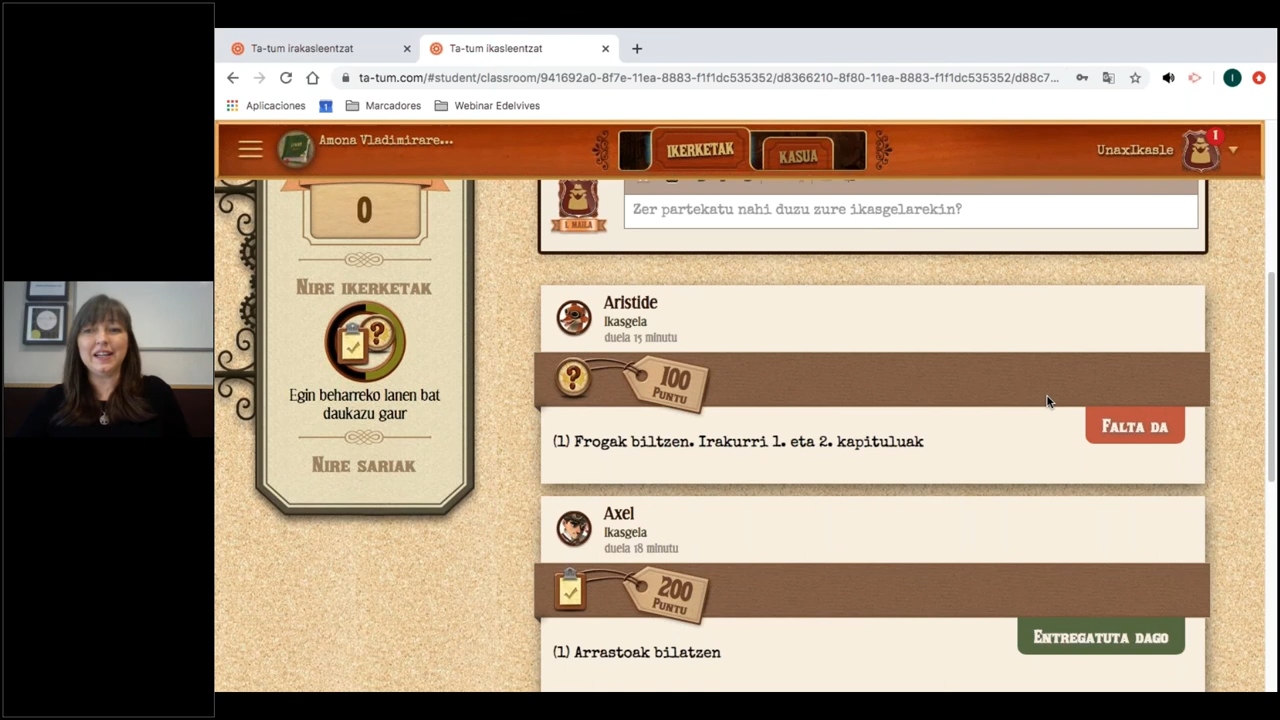 Ta-tum irakasleentzat
Ta-tum ikasleentzat
ta-tum.com/#student/classroom/941692a0-8f7e-11ea-8883-f1f1dc535352/d8366210-8f80-11ea-8883-f1f1dc535352/d88c7...
Aplicaciones
1
Marcadores
Webinar Edelvives
I
Amona Vladimirare...
IKERKETAK
KASUA
UnaxIkasle
1
0
NIRE IKERKETAK
Egin beharreko lanen bat
daukazu gaur
NIRE SARIAK
1. MAILA
Zer partekatu nahi duzu zure ikasgelarekin?
Aristide
Ikasgela
duela 15 minutu
?
100
PUNTU
FALTA DA
(1) Frogak biltzen. Irakurri 1. eta 2. kapituluak
Axel
Ikasgela
duela 18 minutu
200
PUNTU
ENTREGATUTA DAGO
(1) Arrastoak bilatzen